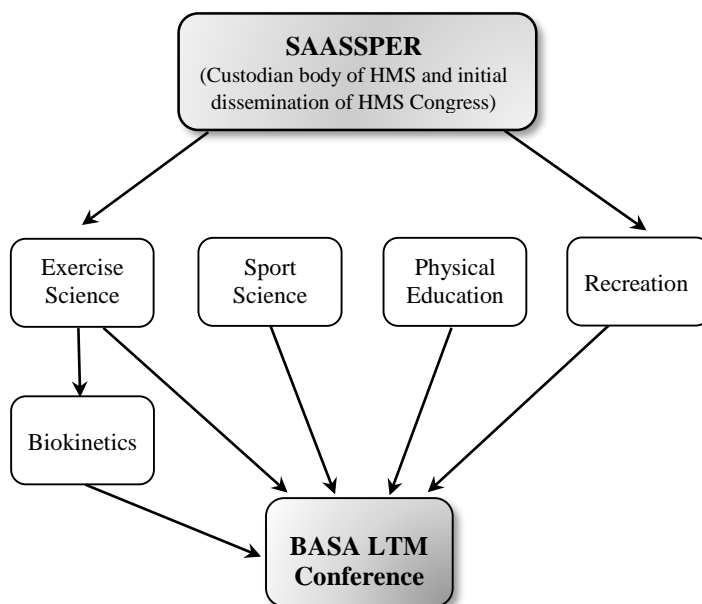 SAASSPER
(Custodian body of HMS and initial
dissemination of HMS Congress)
Exercise
Science
Sport
Science
Physical
Education
Recreation
Biokinetics
BASA LTM
Conference